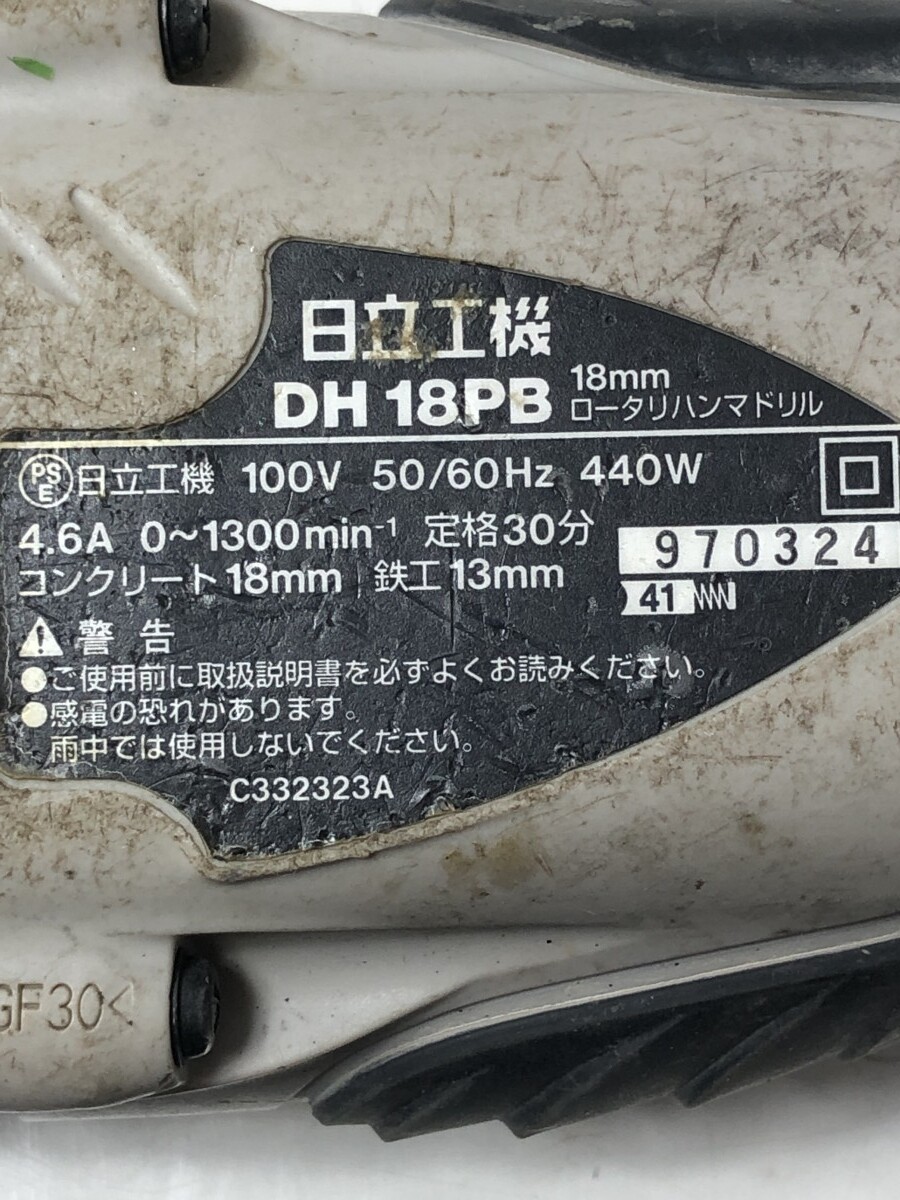 日立工機
DH 18PB 18mm
ロータリハンマドリル
PSE 日立工機 100V 50/60Hz 440W
4.6A 0~1300min⁻¹ 定格30分
970324
コンクリート18mm 鉄工13mm
41
警告
●ご使用前に取扱説明書を必ずよくお読みください。
●感電の恐れがあります。
雨中では使用しないでください。
C332323A
GF30<